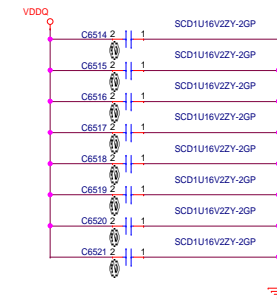 VDDQ
SCD1U16V2ZY-2GP
C6514 2 1
SCD1U16V2ZY-2GP
C6515 2 1
SCD1U16V2ZY-2GP
C6516 2 1
SCD1U16V2ZY-2GP
C6517 2 1
SCD1U16V2ZY-2GP
C6518 2 1
SCD1U16V2ZY-2GP
C6519 2 1
SCD1U16V2ZY-2GP
C6520 2 1
SCD1U16V2ZY-2GP
C6521 2 1